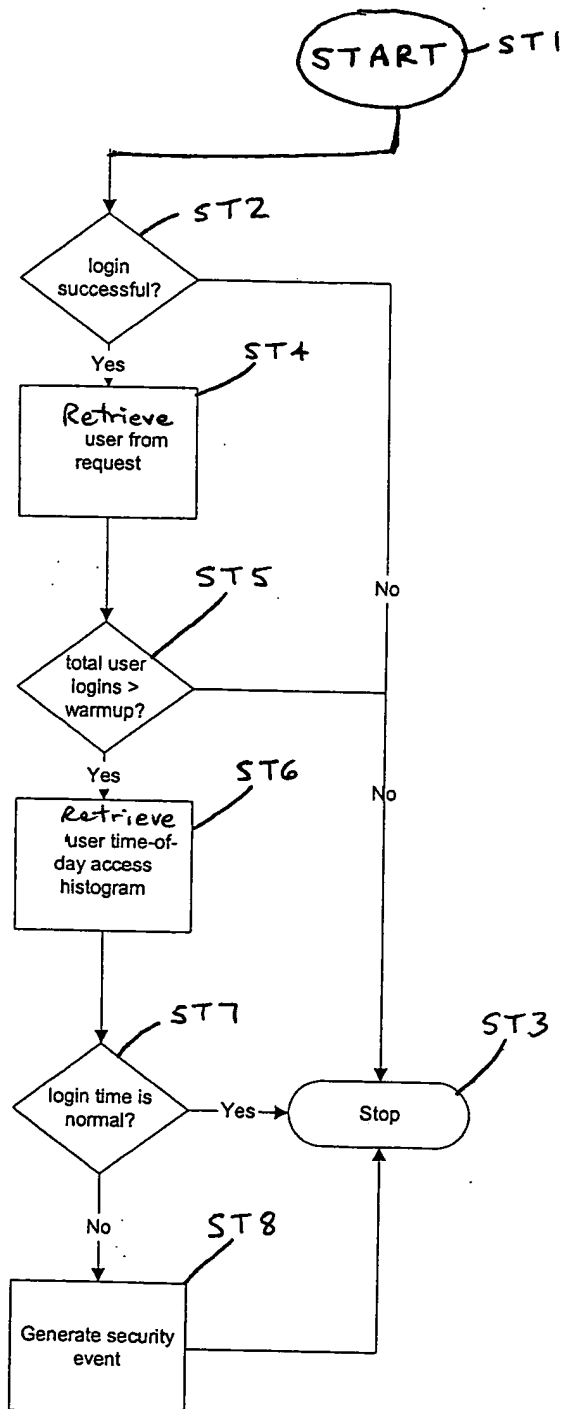 START
ST1
ST2
login
successful?
Yes
ST4
Retrieve
user from
request
No
ST5
total user
logins >
warmup?
Yes
No
ST6
Retrieve
user time-of-
day access
histogram
ST7
login time is
normal?
Yes
ST3
Stop
No
ST8
Generate security
event